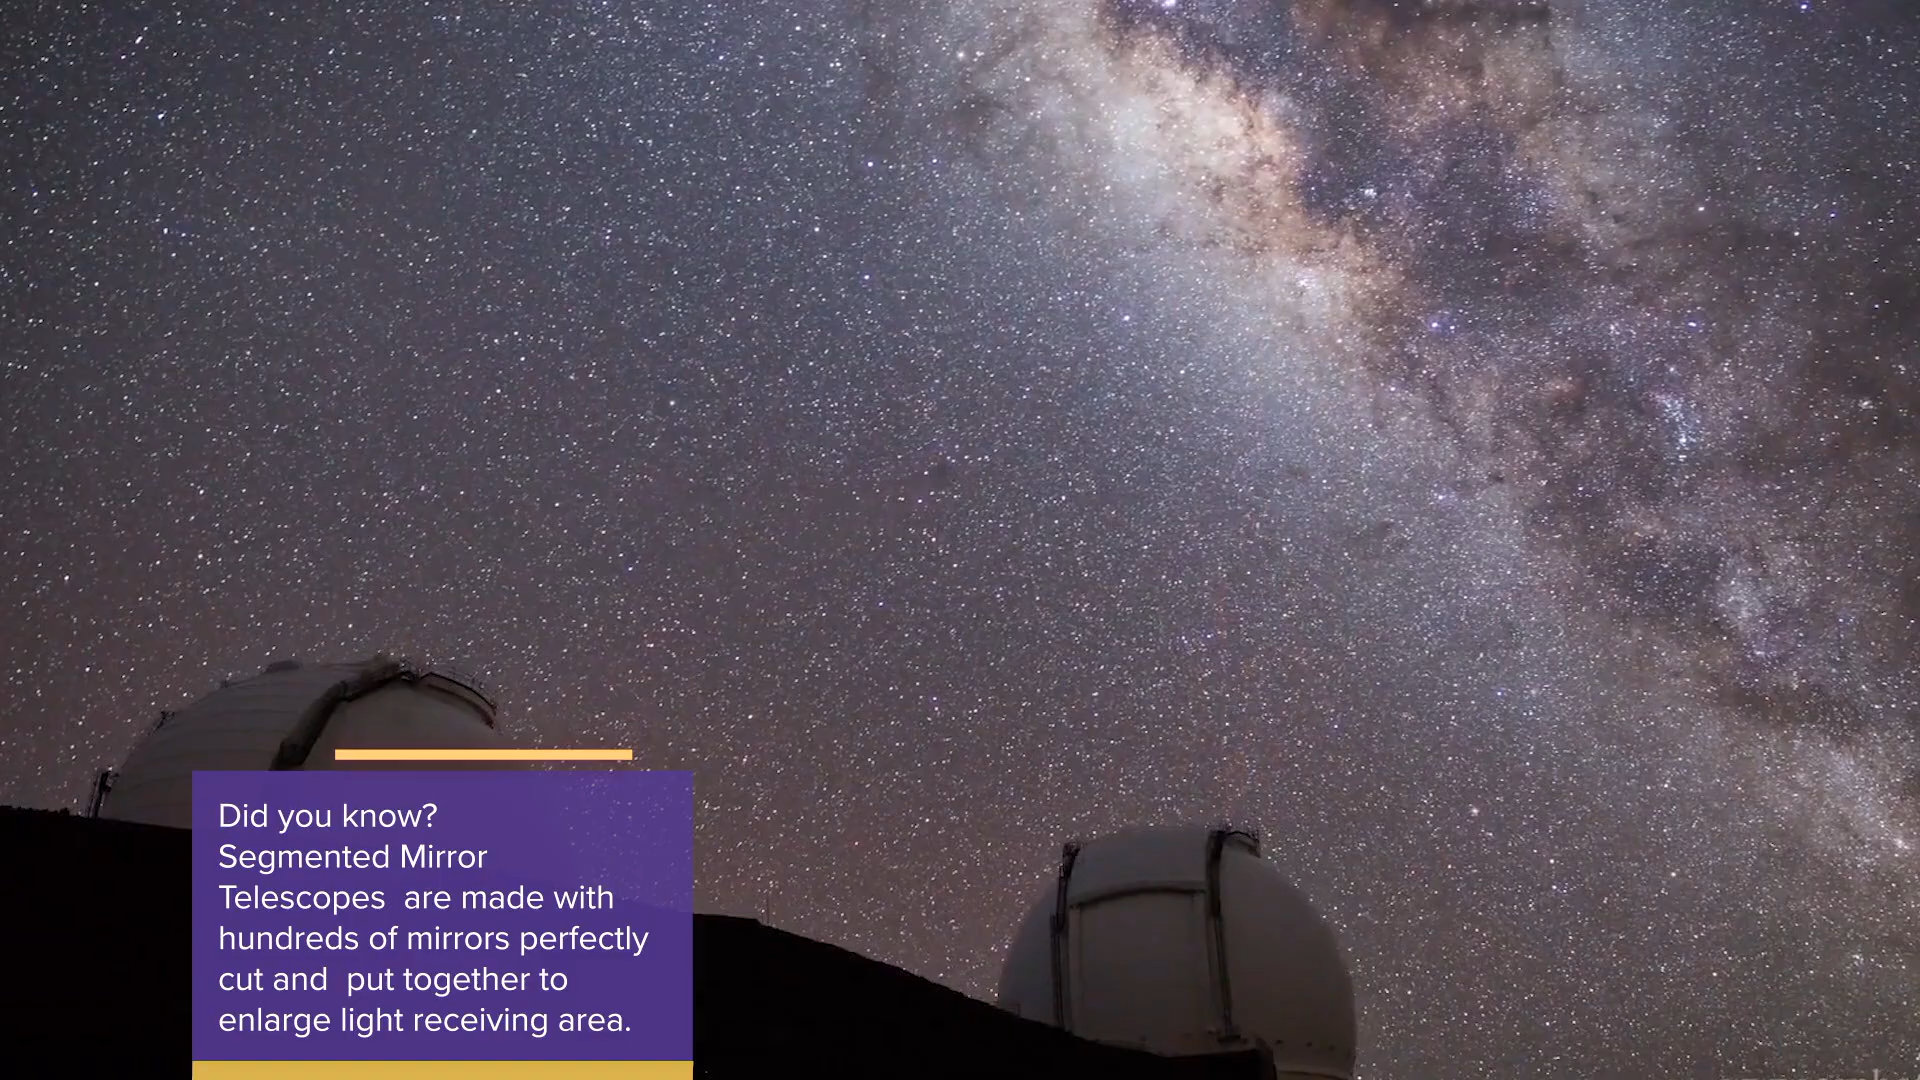 Did you know?
Segmented Mirror
Telescopes  are made with
hundreds of mirrors perfectly
cut and  put together to
enlarge light receiving area.